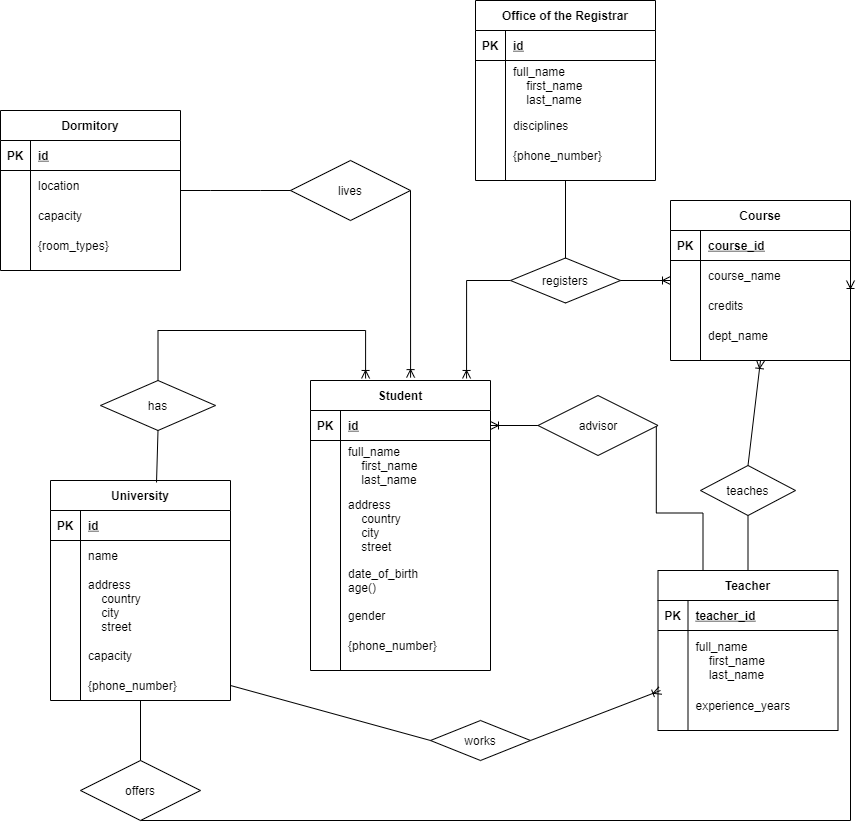 Office of the Registrar
PK id
full_name
first_name
last_name
disciplines
{phone_number}
Dormitory
PK id
location
capacity
{room_types}
lives
Course
PK course_id
course_name
credits
dept_name
registers
has
Student
PK id
full_name
first_name
last_name
address
country
city
street
date_of_birth
age()
gender
{phone_number}
advisor
teaches
University
PK id
name
address
country
city
street
capacity
{phone_number}
Teacher
PK teacher_id
full_name
first_name
last_name
experience_years
works
offers